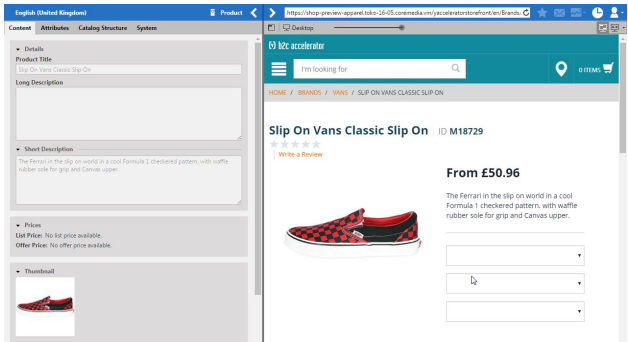 English (United Kingdom)
Product
Content Attributes Catalog Structure System
Details
Product Title
Slip On Vans Classic Slip On
Long Description
Short Description
The Ferrari in the slip on world in a cool Formula 1 checkered pattern. with waffle
rubber sole for grip and Canvas upper.
Prices
List Price: No list price available.
Offer Price: No offer price available.
Thumbnail
https://shop-preview-apparel.toko-16-05.coremedia.vm/yacceleratorstorefront/en/Brands/
Desktop
b2c accelerator
I'm looking for
0 ITEMS
HOME / BRANDS / VANS / SLIP ON VANS CLASSIC SLIP ON
Slip On Vans Classic Slip On ID M18729
Write a Review
From £50.96
The Ferrari in the slip on world in a cool
Formula 1 checkered pattern. with waffle
rubber sole for grip and Canvas upper.